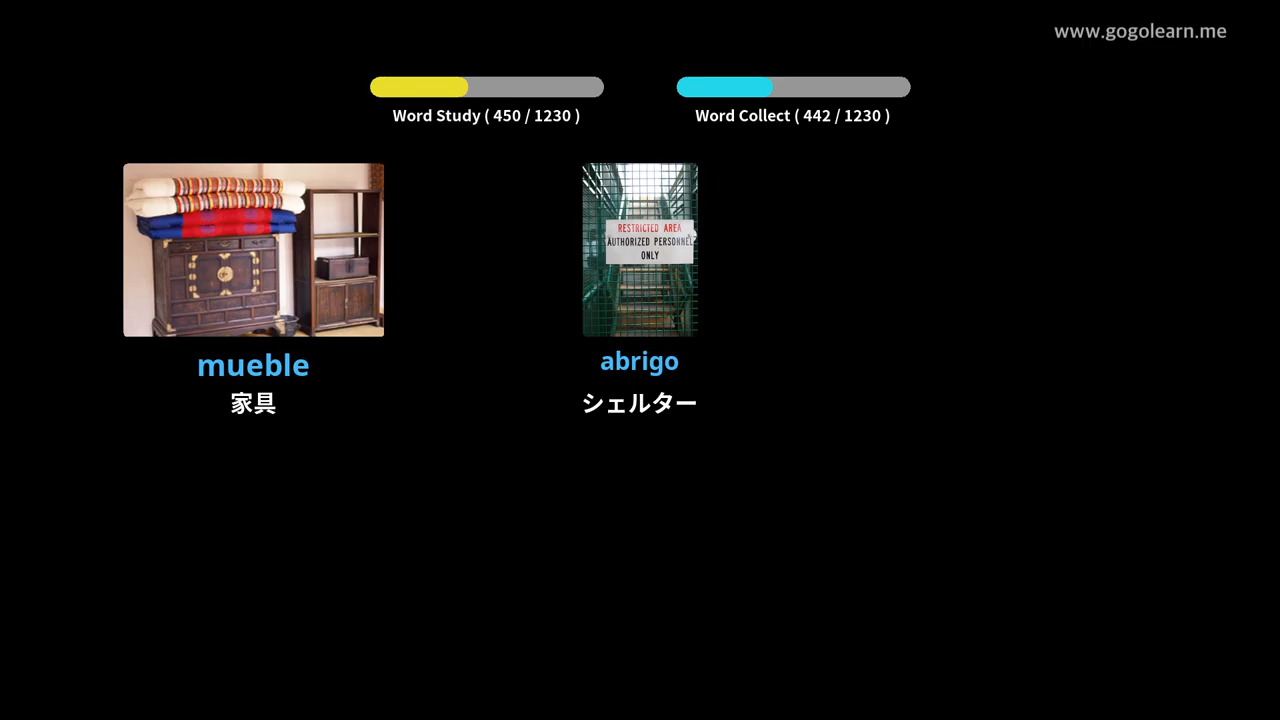 www.gogolearn.me
Word Study ( 450 / 1230 )
Word Collect ( 442 / 1230 )
RESTRICTED AREA
AUTHORIZED PERSONNEL
ONLY
mueble
家具
abrigo
シェルター